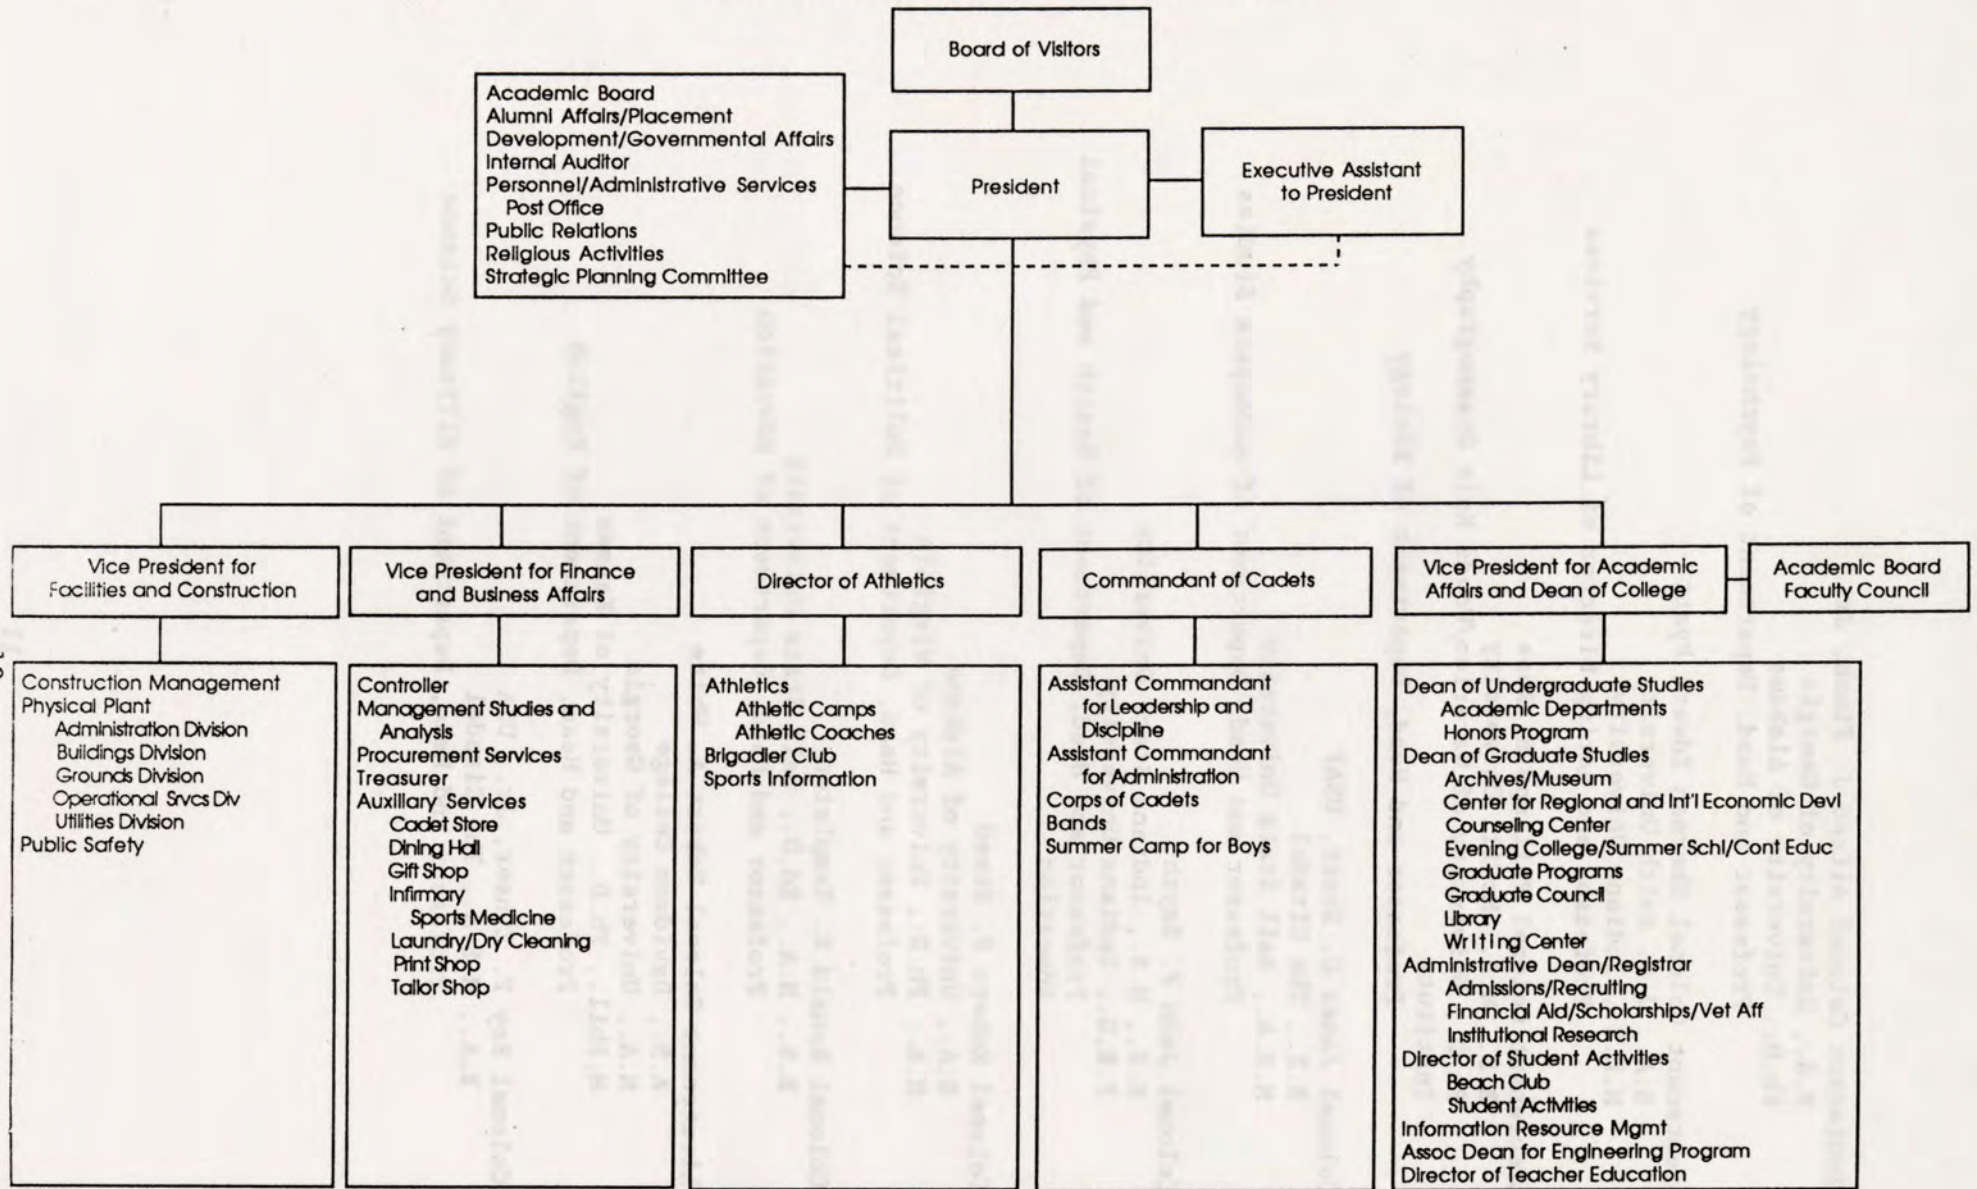 Board of Visitors
Academic Board
Alumni Affairs/Placement
Development/Governmental Affairs
Internal Auditor
Personnel/Administrative Services
Post Office
Public Relations
Religious Activities
Strategic Planning Committee
President
Executive Assistant
to President
Vice President for
Facilities and Construction
Vice President for Finance
and Business Affairs
Director of Athletics
Commandant of Cadets
Vice President for Academic
Affairs and Dean of College
Academic Board
Faculty Council
Construction Management
Physical Plant
Administration Division
Buildings Division
Grounds Division
Operational Srvcs Div
Utilities Division
Public Safety
Controller
Management Studies and
Analysis
Procurement Services
Treasurer
Auxiliary Services
Cadet Store
Dining Hall
Gift Shop
Infirmary
Sports Medicine
Laundry/Dry Cleaning
Print Shop
Tailor Shop
Athletics
Athletic Camps
Athletic Coaches
Brigadier Club
Sports Information
Assistant Commandant
for Leadership and
Discipline
Assistant Commandant
for Administration
Corps of Cadets
Bands
Summer Camp for Boys
Dean of Undergraduate Studies
Academic Departments
Honors Program
Dean of Graduate Studies
Archives/Museum
Center for Regional and Int'l Economic Devl
Counseling Center
Evening College/Summer Schl/Cont Educ
Graduate Programs
Graduate Council
Library
Writing Center
Administrative Dean/Registrar
Admissions/Recruiting
Financial Aid/Scholarships/Vet Aff
Institutional Research
Director of Student Activities
Beach Club
Student Activities
Information Resource Mgmt
Assoc Dean for Engineering Program
Director of Teacher Education